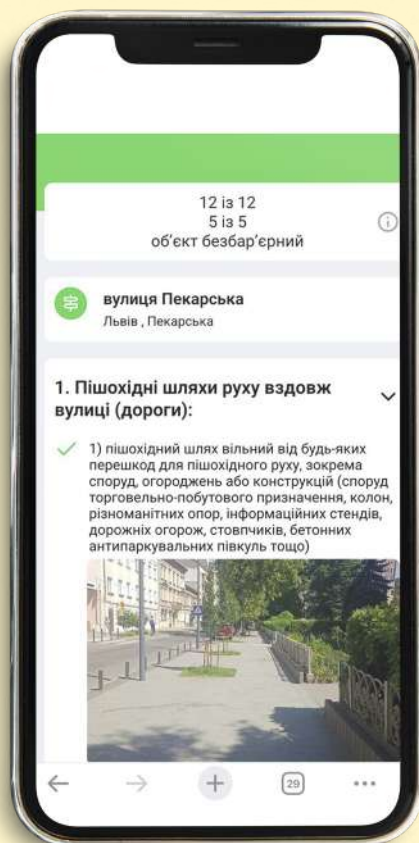 12 із 12
5 із 5
об'єкт безбар'єрний
вулиця Пекарська
Львів , Пекарська
1. Пішохідні шляхи руху вздовж
вулиці (дороги):
1) пішохідний шлях вільний від будь-яких
перешкод для пішохідного руху, зокрема
споруд, огороджень або конструкцій (споруд
торговельно-побутового призначення, колон,
різноманітних опор, інформаційних стендів,
дорожніх огорож, стовпчиків, бетонних
антипаркувальних півкуль тощо)
29